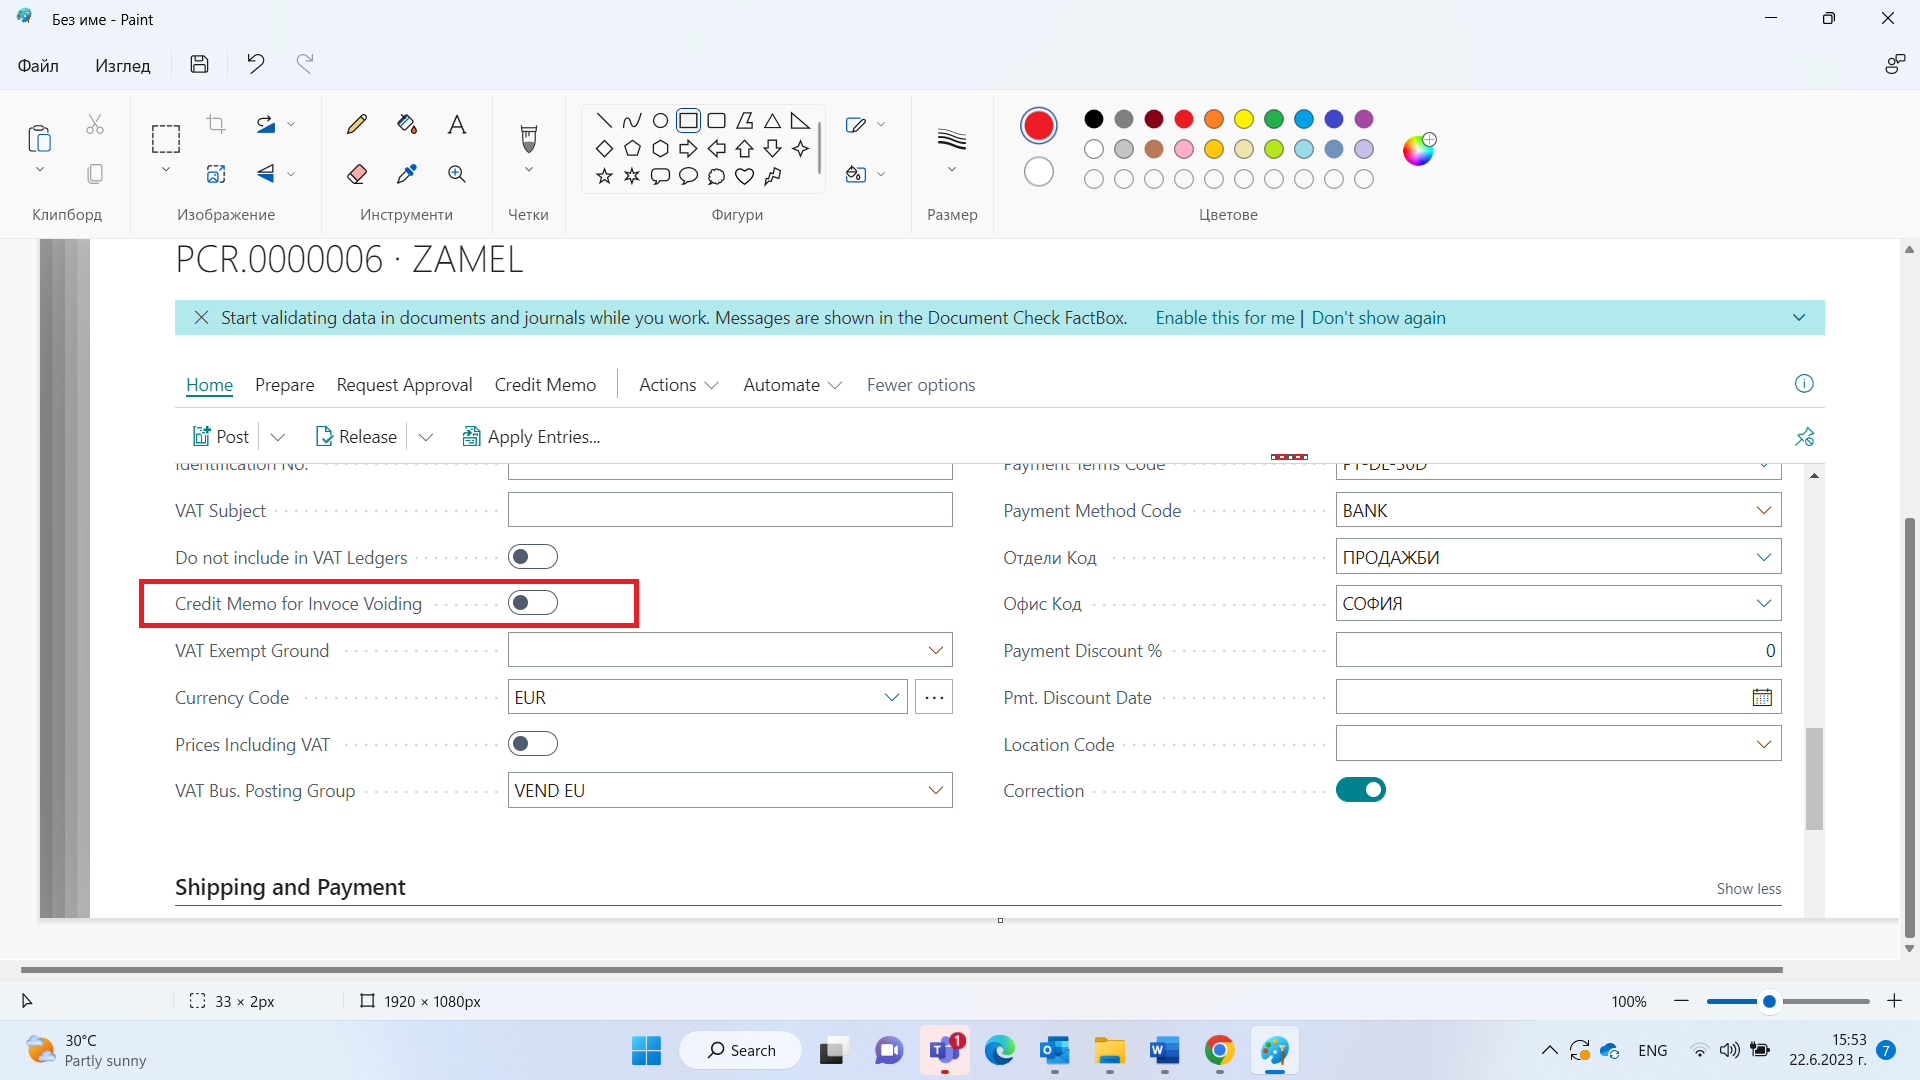 Без име - Paint
Файл Изглед
Клипборд Изображение Инструменти Четки Фигури Размер Цветове
PCR.0000006 · ZAMEL
Start validating data in documents and journals while you work. Messages are shown in the Document Check FactBox. Enable this for me | Don't show again
Home Prepare Request Approval Credit Memo Actions Automate Fewer options
Post Release Apply Entries...
Identification No. Payment Terms Code PT-DL-30D
VAT Subject Payment Method Code BANK
Do not include in VAT Ledgers Отдели Код ПРОДАЖБИ
Credit Memo for Invoce Voiding Офис Код СОФИЯ
VAT Exempt Ground Payment Discount % 0
Currency Code EUR Pmt. Discount Date
Prices Including VAT Location Code
VAT Bus. Posting Group VEND EU Correction
Shipping and Payment Show less
33 × 2px 1920 × 1080px 100%
30°C
Partly sunny
Search
1
ENG
15:53
22.6.2023 г.
7